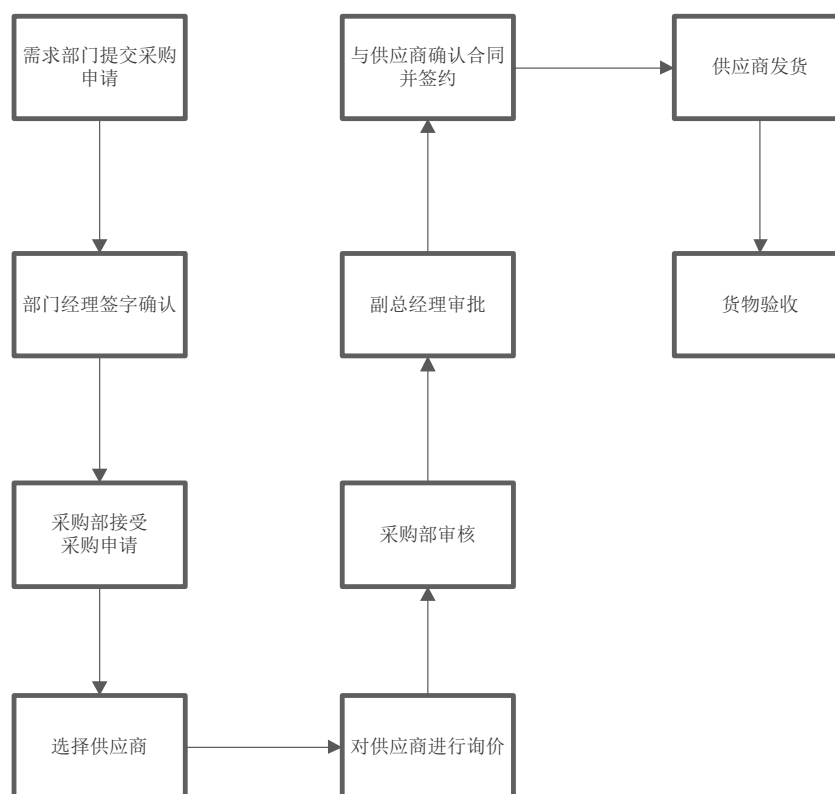 需求部门提交采购
申请
部门经理签字确认
采购部接受
采购申请
选择供应商
对供应商进行询价
采购部审核
副总经理审批
与供应商确认合同
并签约
供应商发货
货物验收